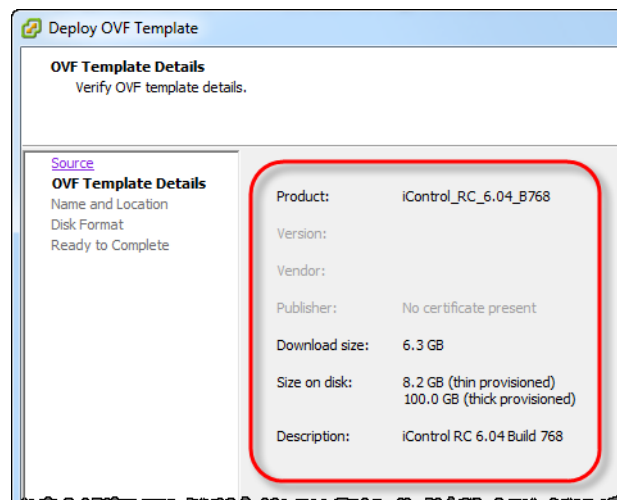 Deploy OVF Template
OVF Template Details
Verify OVF template details.
Source
OVF Template Details
Name and Location
Disk Format
Ready to Complete
Product: iControl_RC_6.04_B768
Version:
Vendor:
Publisher: No certificate present
Download size: 6.3 GB
Size on disk: 8.2 GB (thin provisioned)
100.0 GB (thick provisioned)
Description: iControl RC 6.04 Build 768